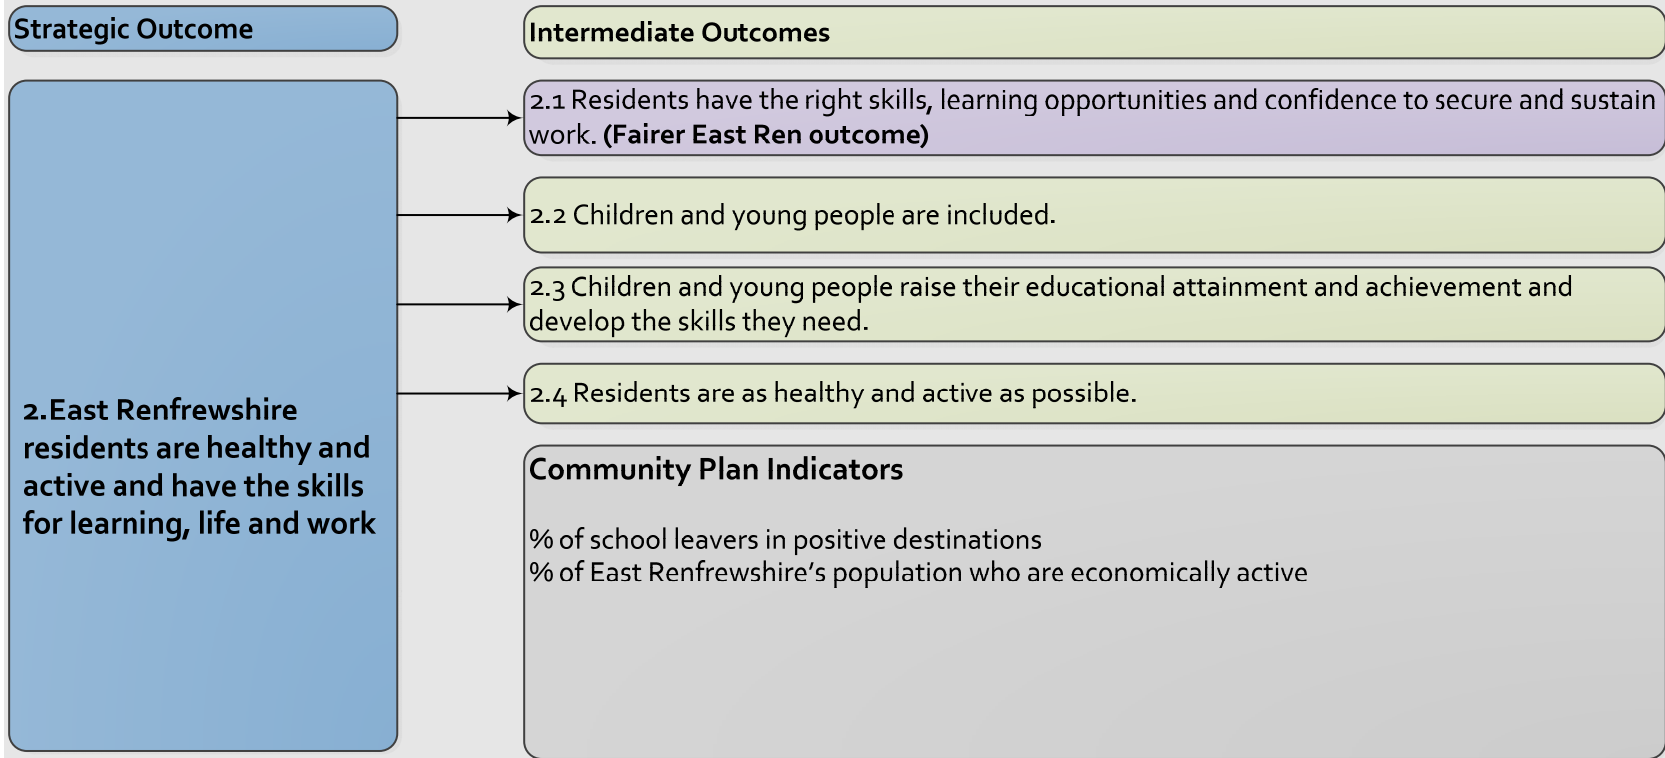 Strategic Outcome
Intermediate Outcomes
2.East Renfrewshire
residents are healthy and
active and have the skills
for learning, life and work
2.1 Residents have the right skills, learning opportunities and confidence to secure and sustain
work. (Fairer East Ren outcome)
2.2 Children and young people are included.
2.3 Children and young people raise their educational attainment and achievement and
develop the skills they need.
2.4 Residents are as healthy and active as possible.
Community Plan Indicators
% of school leavers in positive destinations
% of East Renfrewshire's population who are economically active